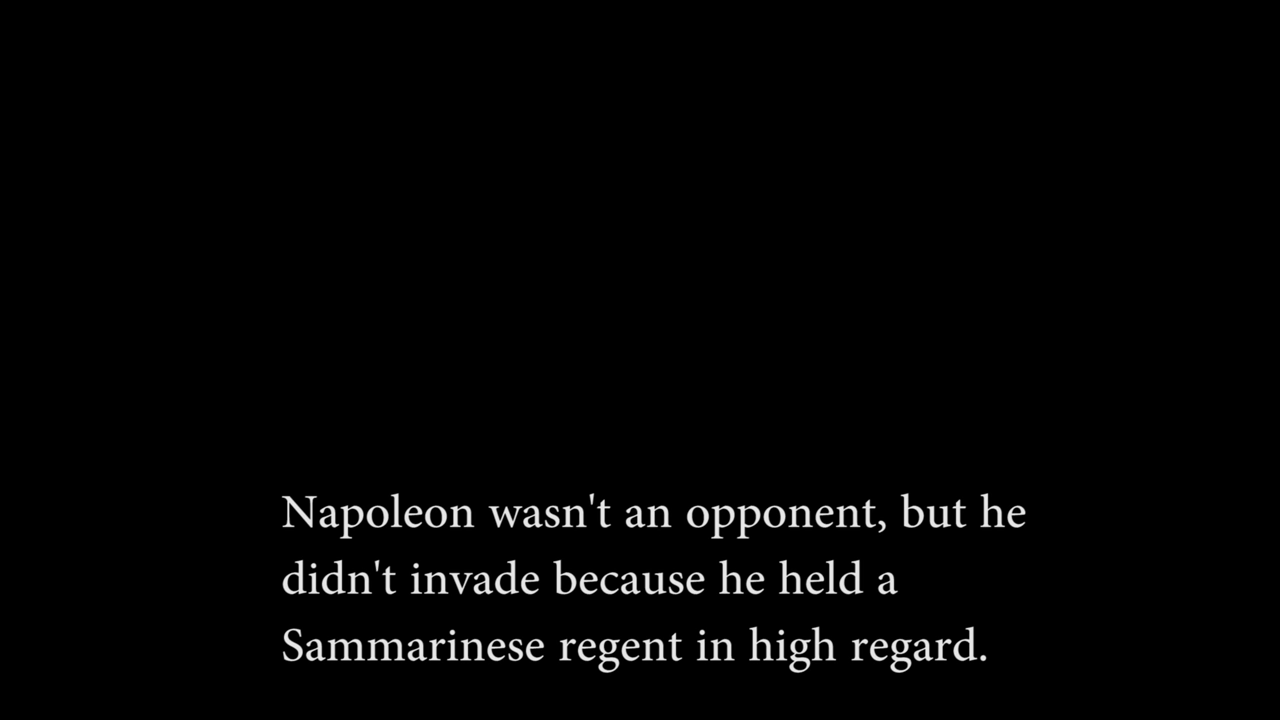 Napoleon wasn't an opponent, but he
didn't invade because he held a
Sammarinese regent in high regard.